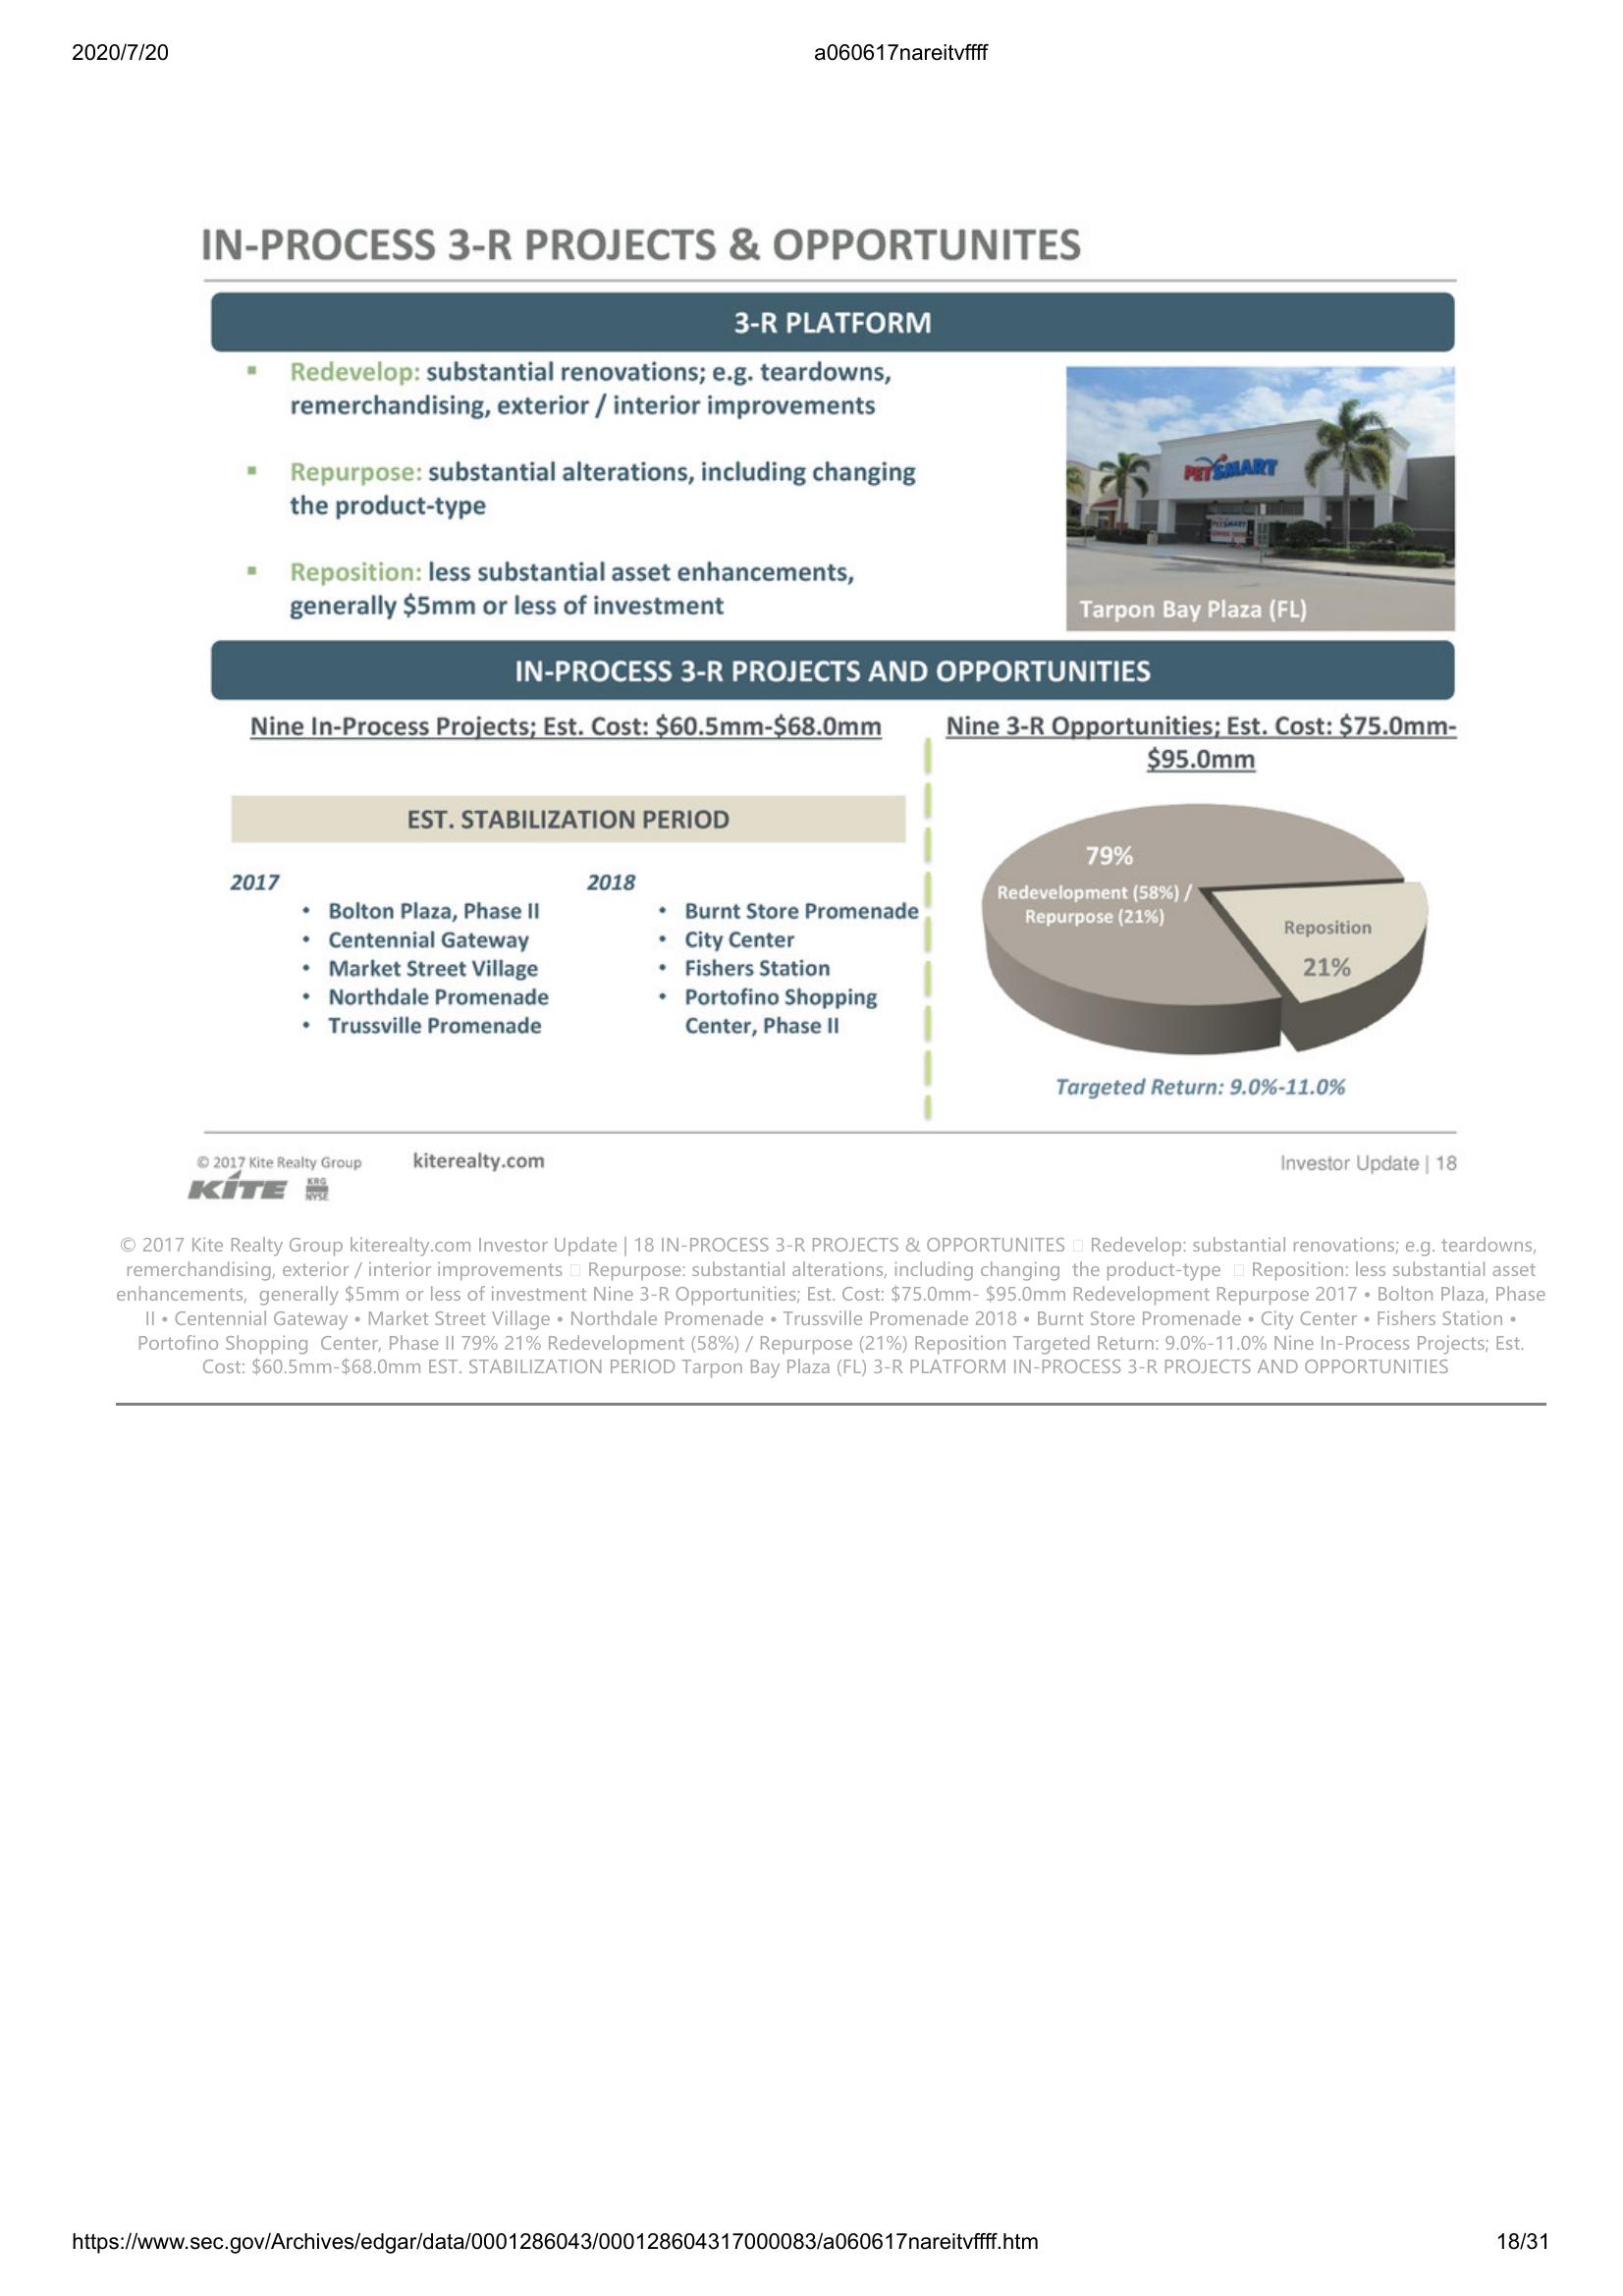 2020/7/20
a060617nareitvffff
IN-PROCESS 3-R PROJECTS & OPPORTUNITES
3-R PLATFORM
▪ Redevelop: substantial renovations; e.g. teardowns,
remerchandising, exterior / interior improvements
▪ Repurpose: substantial alterations, including changing
the product-type
▪ Reposition: less substantial asset enhancements,
generally $5mm or less of investment
PETSMART
PETSMART
Tarpon Bay Plaza (FL)
IN-PROCESS 3-R PROJECTS AND OPPORTUNITIES
Nine In-Process Projects; Est. Cost: $60.5mm-$68.0mm
EST. STABILIZATION PERIOD
2017
• Bolton Plaza, Phase II
• Centennial Gateway
• Market Street Village
• Northdale Promenade
• Trussville Promenade
2018
• Burnt Store Promenade
• City Center
• Fishers Station
• Portofino Shopping
Center, Phase II
Nine 3-R Opportunities; Est. Cost: $75.0mm-
$95.0mm
79%
Redevelopment (58%) /
Repurpose (21%)
Reposition
21%
Targeted Return: 9.0%-11.0%
© 2017 Kite Realty Group
kiterealty.com
Investor Update | 18
KITE
KRG
NYSE
© 2017 Kite Realty Group kiterealty.com Investor Update | 18 IN-PROCESS 3-R PROJECTS & OPPORTUNITES  Redevelop: substantial renovations; e.g. teardowns,
remerchandising, exterior / interior improvements  Repurpose: substantial alterations, including changing the product-type  Reposition: less substantial asset
enhancements, generally $5mm or less of investment Nine 3-R Opportunities; Est. Cost: $75.0mm- $95.0mm Redevelopment Repurpose 2017 • Bolton Plaza, Phase
II • Centennial Gateway • Market Street Village • Northdale Promenade • Trussville Promenade 2018 • Burnt Store Promenade • City Center • Fishers Station •
Portofino Shopping Center, Phase II 79% 21% Redevelopment (58%) / Repurpose (21%) Reposition Targeted Return: 9.0%-11.0% Nine In-Process Projects; Est.
Cost: $60.5mm-$68.0mm EST. STABILIZATION PERIOD Tarpon Bay Plaza (FL) 3-R PLATFORM IN-PROCESS 3-R PROJECTS AND OPPORTUNITIES
https://www.sec.gov/Archives/edgar/data/0001286043/000128604317000083/a060617nareitvffff.htm
18/31